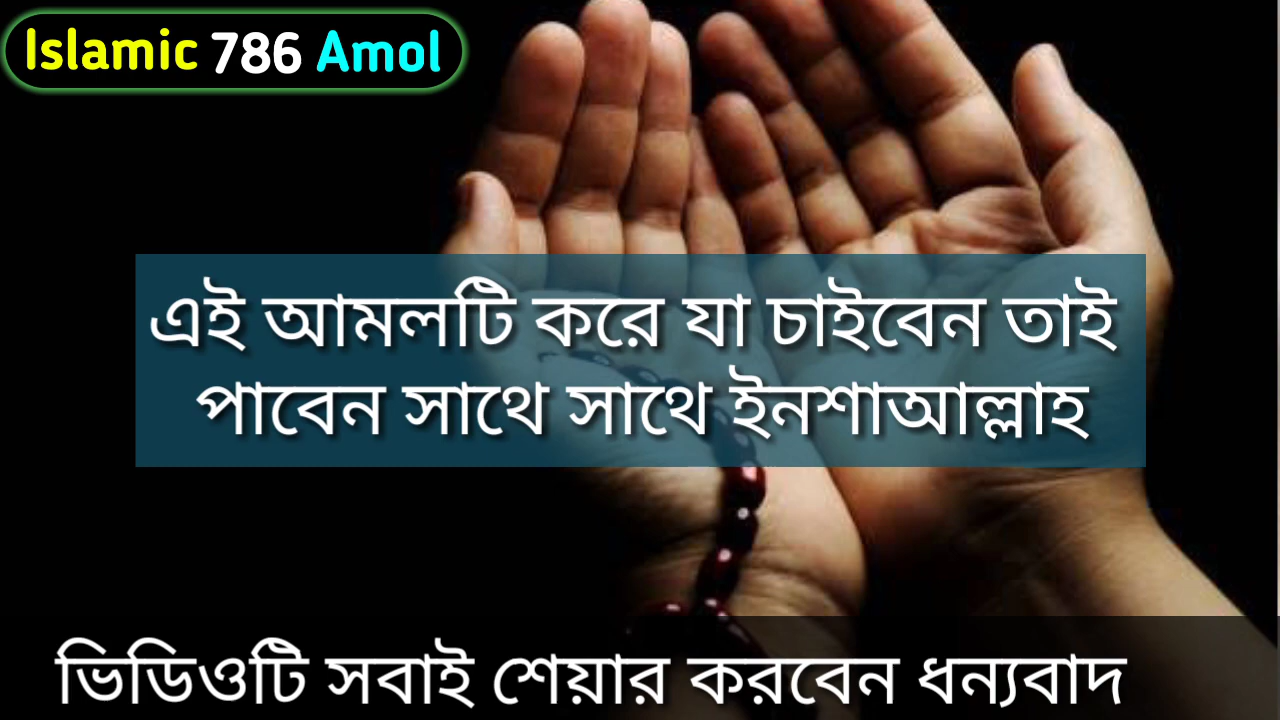 Islamic 786 Amol
এই আমলটি করে যা চাইবেন তাই
পাবেন সাথে সাথে ইনশাআল্লাহ
ভিডিওটি সবাই শেয়ার করবেন ধন্যবাদ